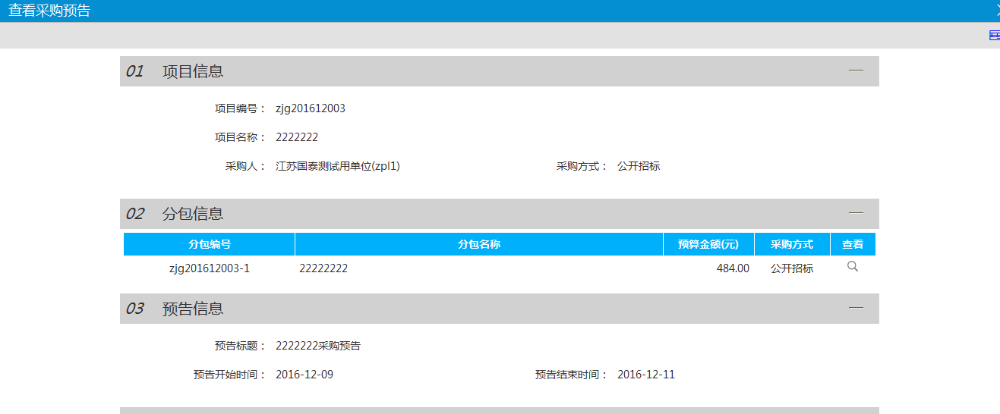 查看采购预告
01 项目信息
项目编号： zjg201612003
项目名称： 2222222
采购人： 江苏国泰测试用单位(zpl1) 采购方式： 公开招标
02 分包信息
分包编号 分包名称 预算金额(元) 采购方式 查看
zjg201612003-1 22222222 484.00 公开招标
03 预告信息
预告标题： 2222222采购预告
预告开始时间： 2016-12-09 预告结束时间： 2016-12-11